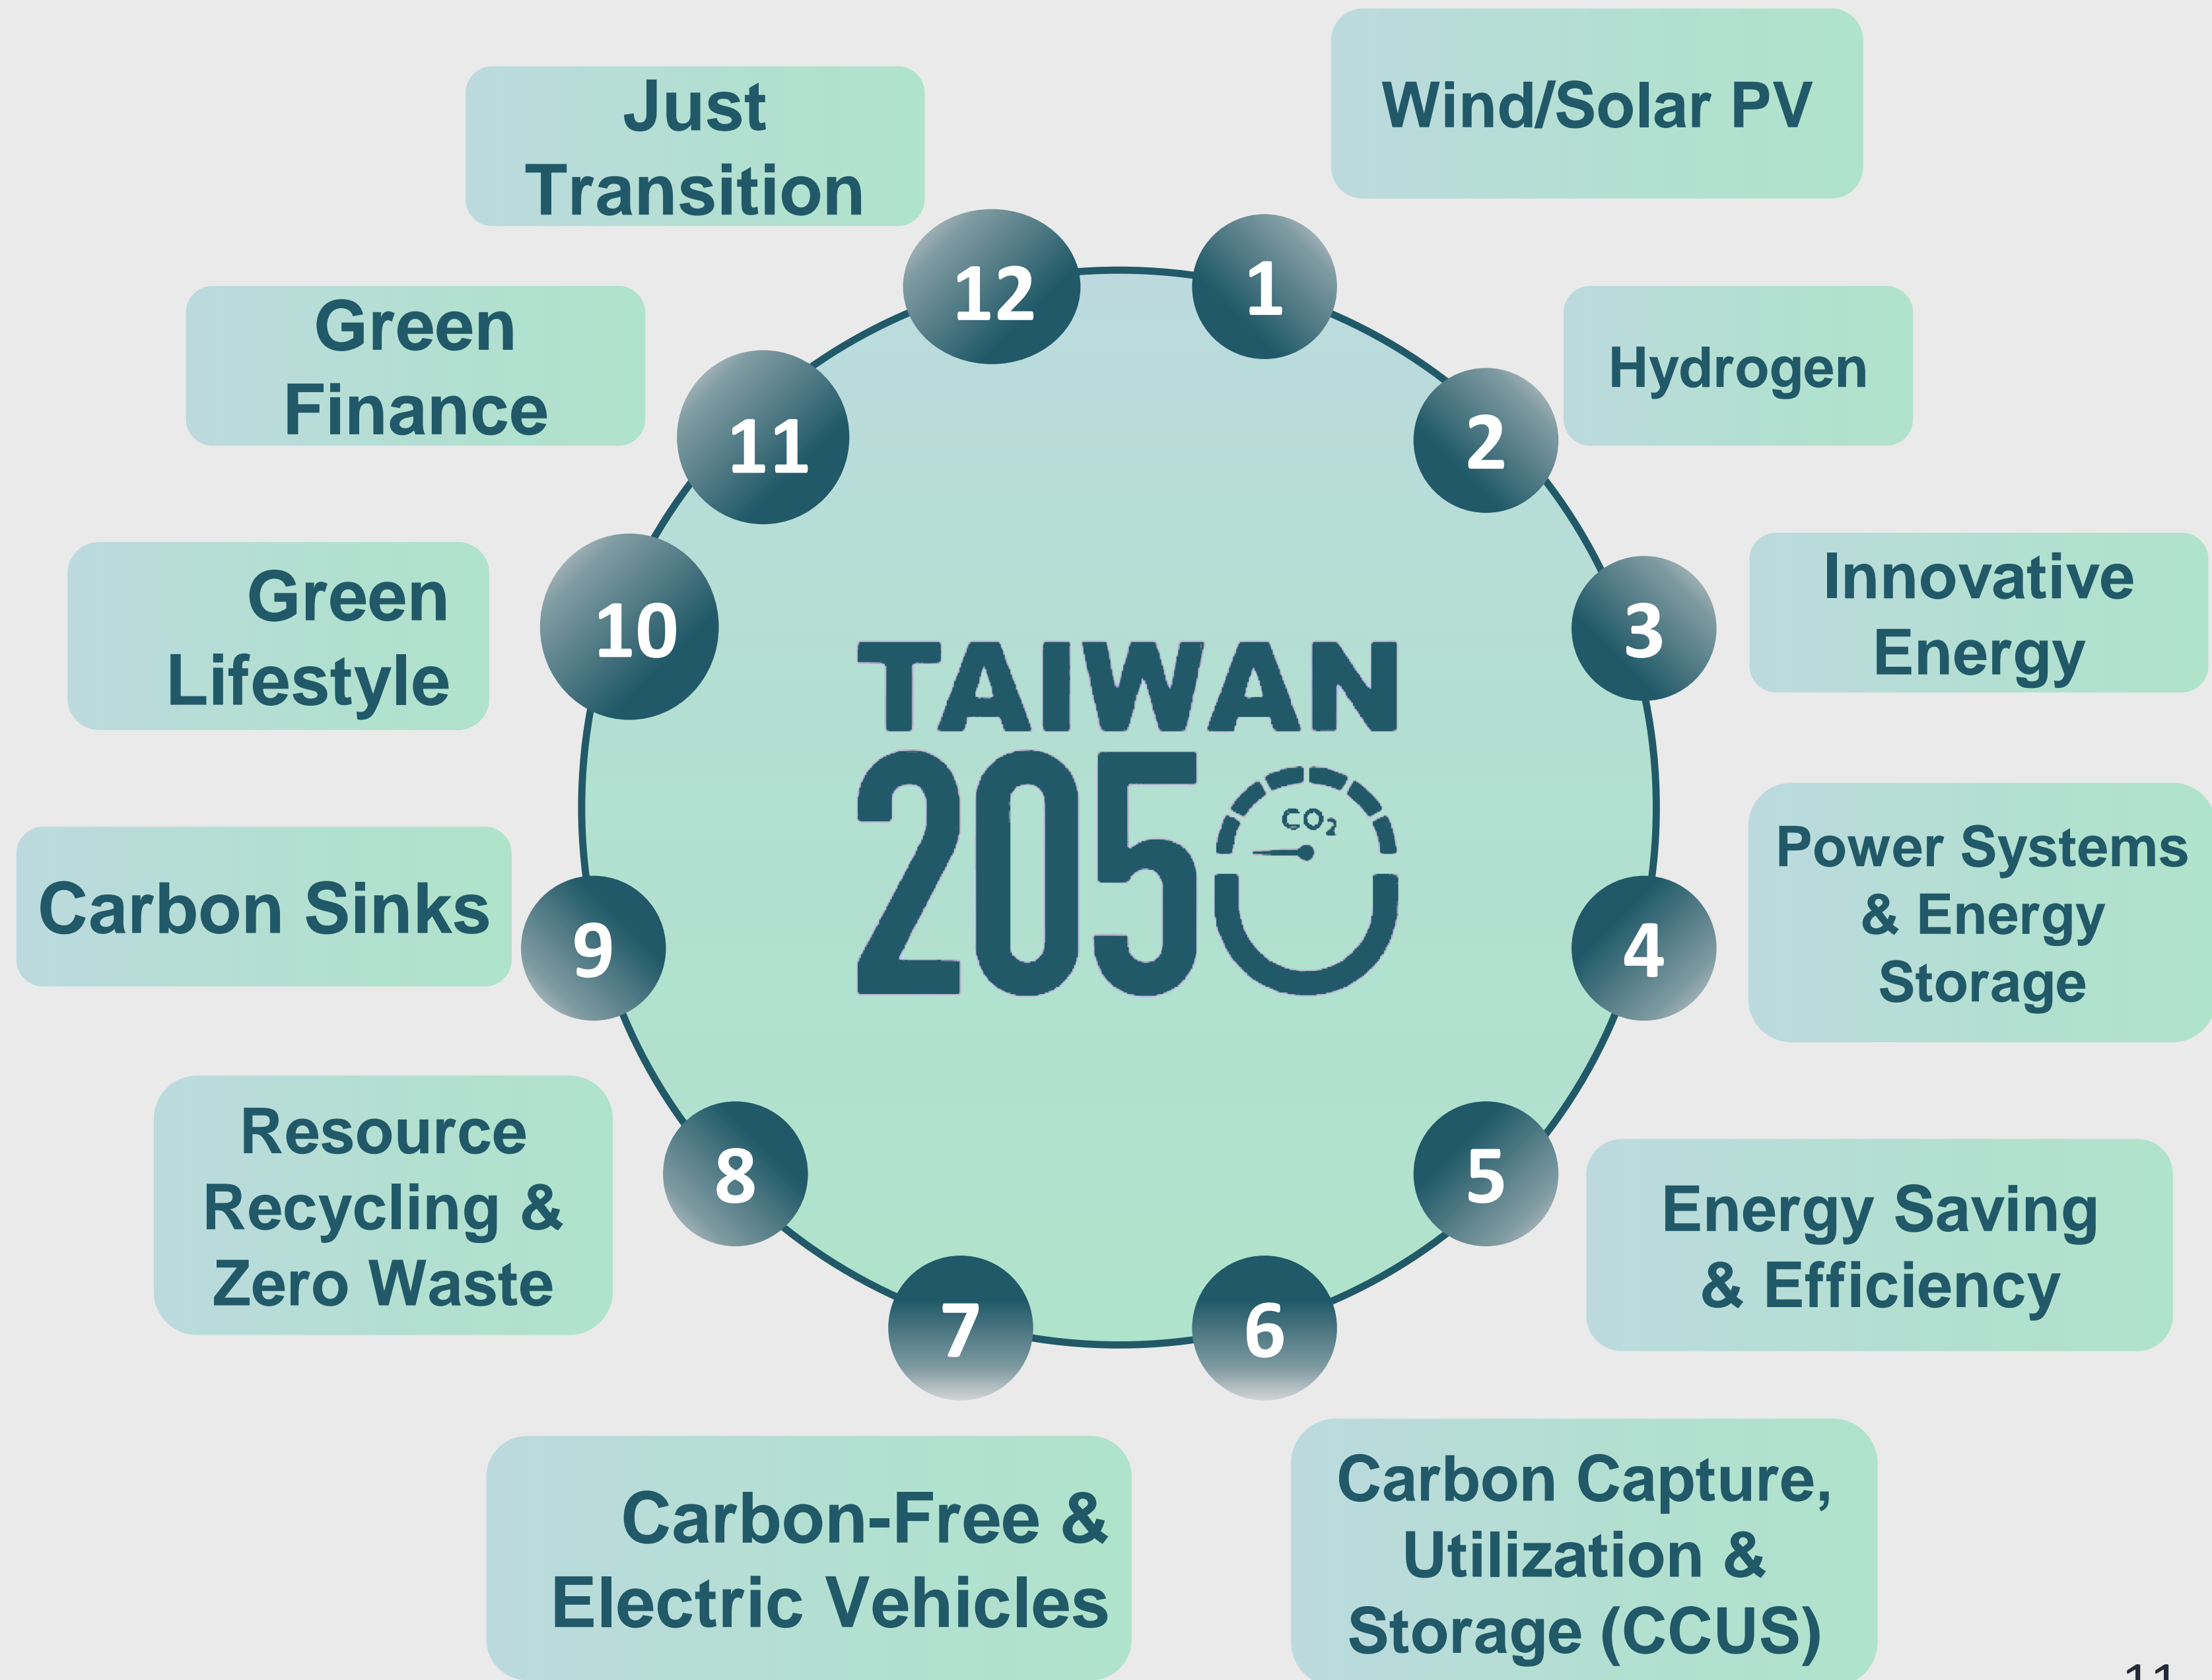 Just
Transition
Wind/Solar PV
12
1
Green
Finance
Hydrogen
11
2
Green
Lifestyle
Innovative
Energy
10
3
TAIWAN
2050
CO₂
Carbon Sinks
Power Systems
& Energy
Storage
9
4
Resource
Recycling &
Zero Waste
Energy Saving
& Efficiency
8
5
7
6
Carbon-Free &
Electric Vehicles
Carbon Capture,
Utilization &
Storage (CCUS)
11